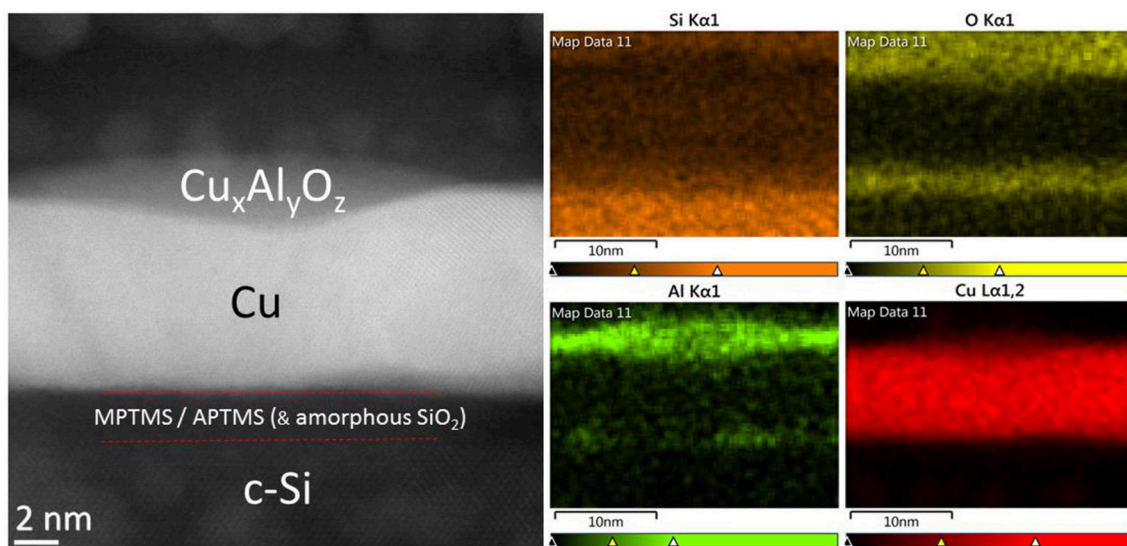 CuxAlyOz
Cu
MPTMS / APTMS (& amorphous SiO2)
c-Si
2 nm
Si Kα1
Map Data 11
10nm
O Kα1
Map Data 11
10nm
Al Kα1
Map Data 11
10nm
Cu Lα1,2
Map Data 11
10nm